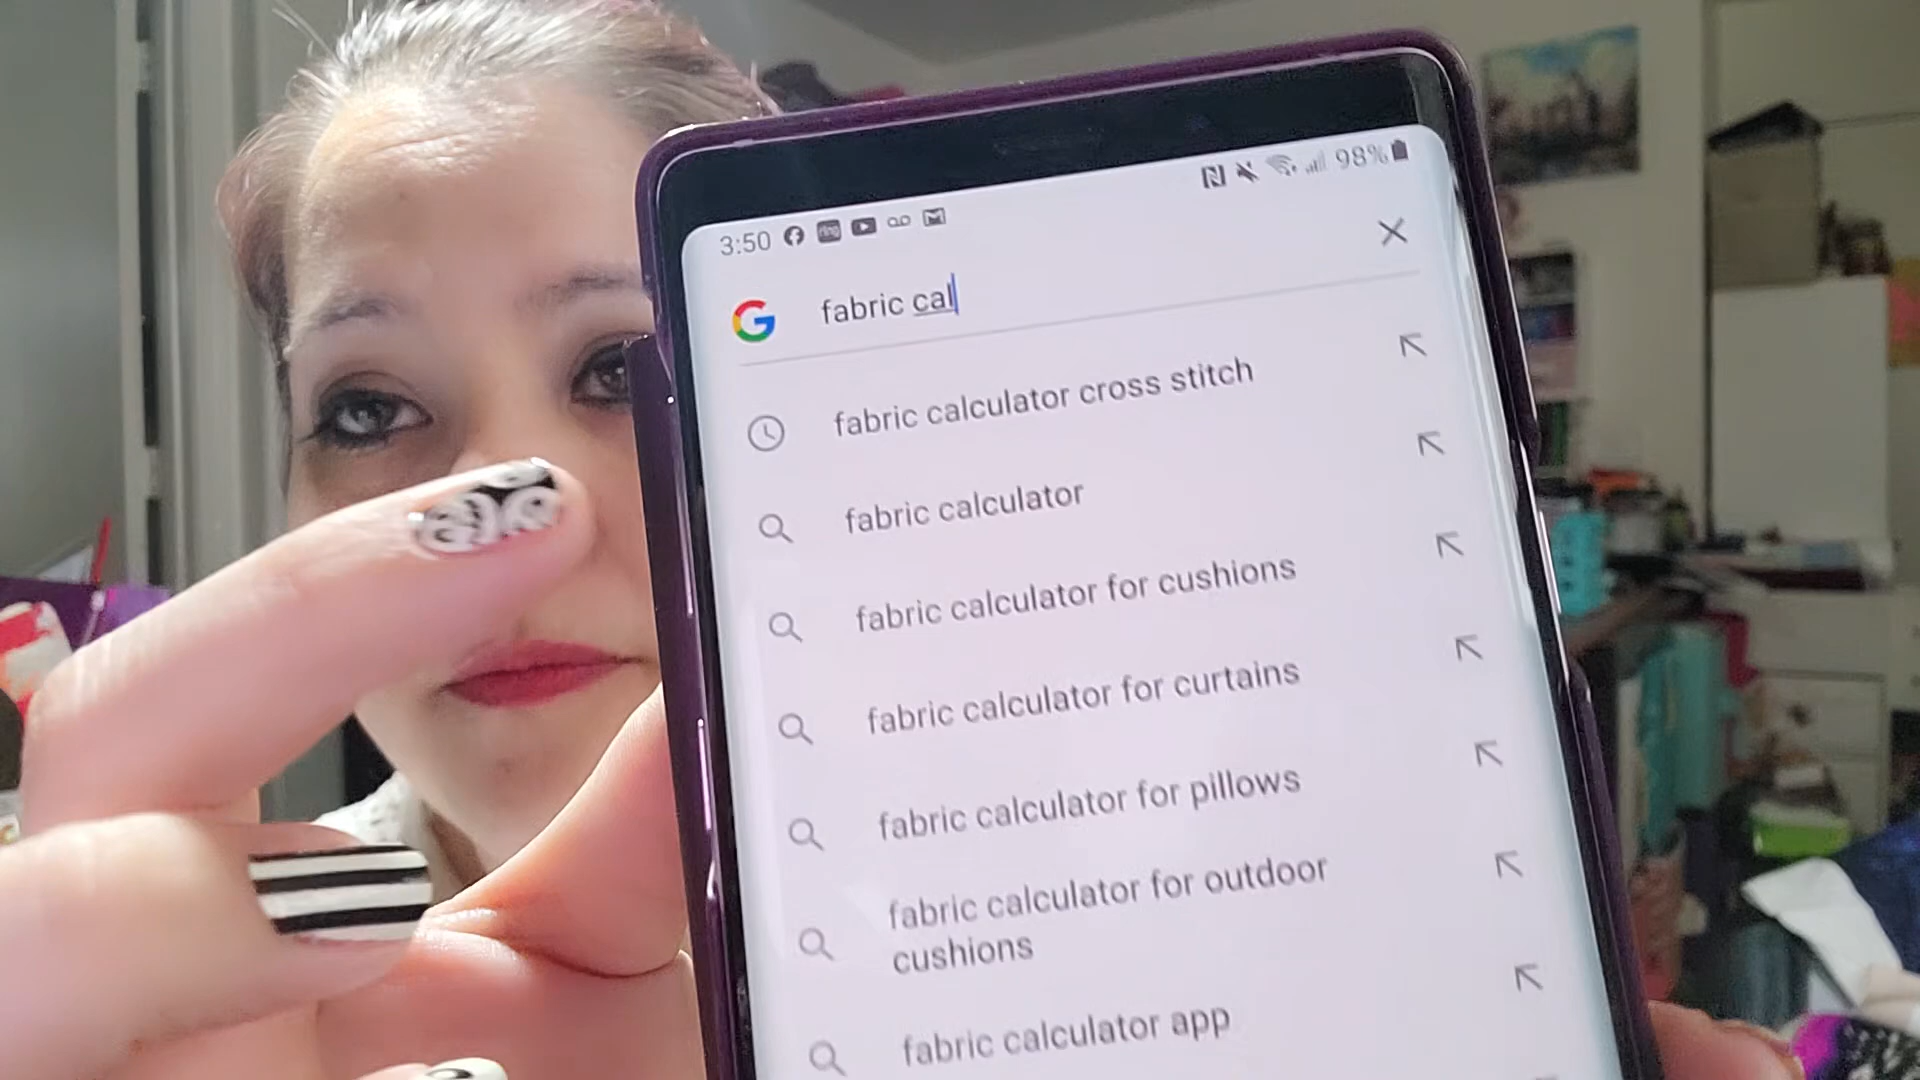 3:50
98%
fabric cal
fabric calculator cross stitch
fabric calculator
fabric calculator for cushions
fabric calculator for curtains
fabric calculator for pillows
fabric calculator for outdoor
cushions
fabric calculator app